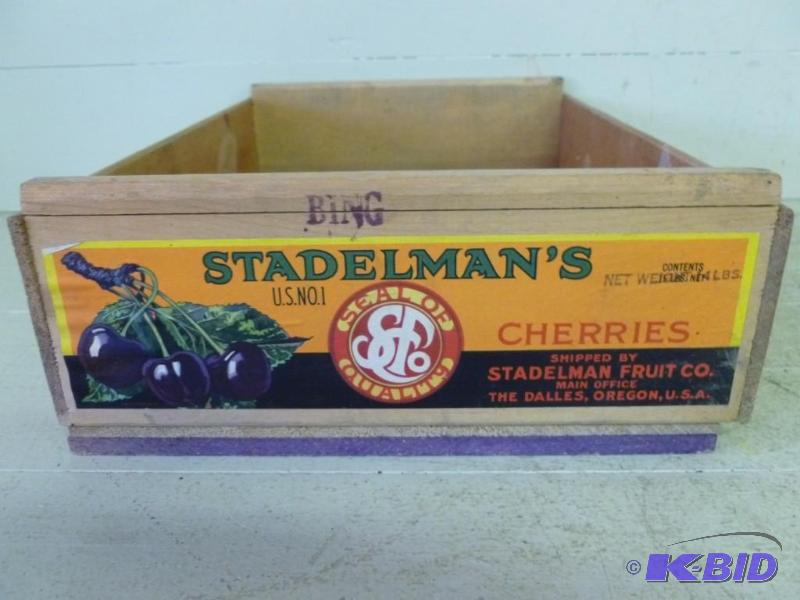 BING
STADELMAN'S
U.S.NO.1
SEAL OF
QUALITY
SFCo
CONTENTS
NET WEIGHT 14 LBS.
CHERRIES
SHIPPED BY
STADELMAN FRUIT CO.
MAIN OFFICE
THE DALLES, OREGON, U.S.A.
© K-BID